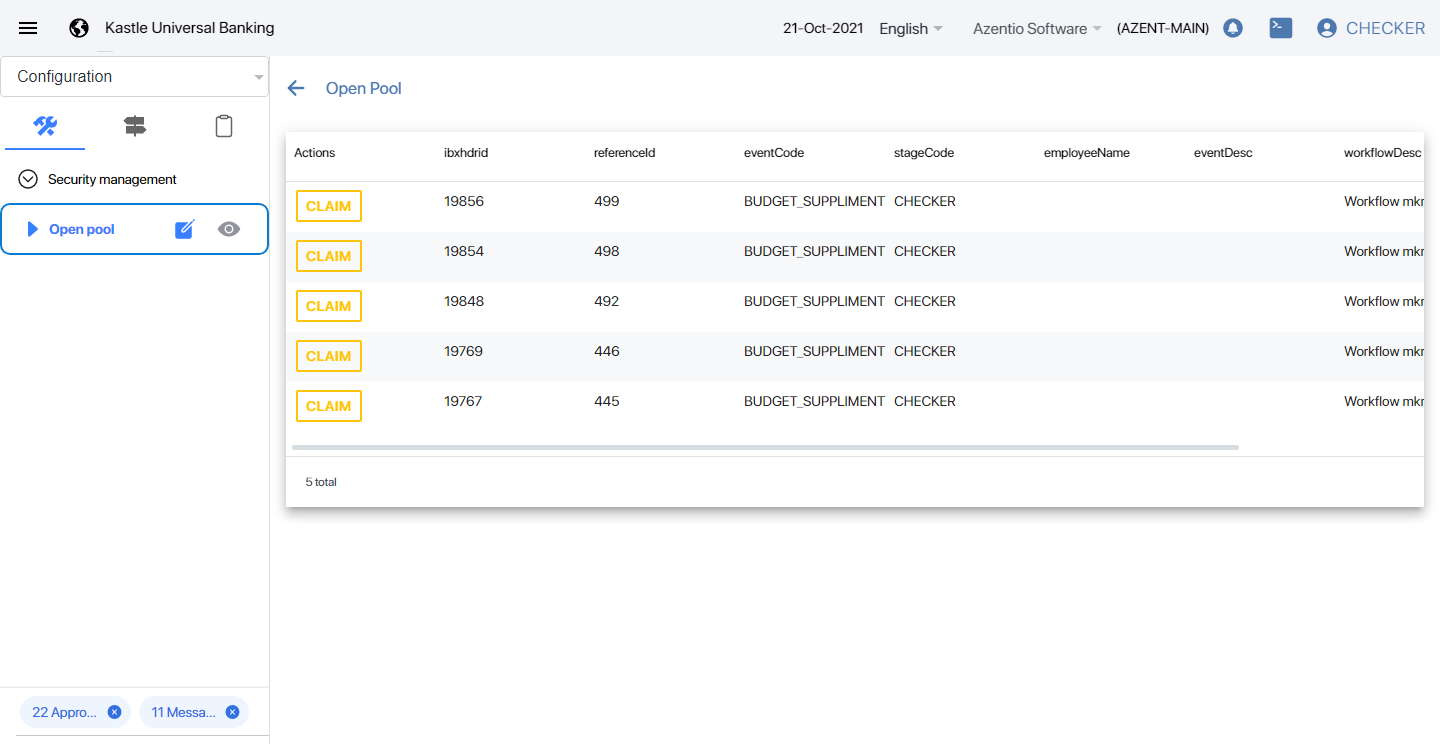 Kastle Universal Banking 21-Oct-2021 English Azentio Software (AZENT-MAIN) CHECKER
Configuration
Security management
Open pool
22 Appro...
11 Messa...
Open Pool
Actions ibxhdrid referenceId eventCode stageCode employeeName eventDesc workflowDesc
CLAIM 19856 499 BUDGET_SUPPLIMENT CHECKER Workflow mkr
CLAIM 19854 498 BUDGET_SUPPLIMENT CHECKER Workflow mkr
CLAIM 19848 492 BUDGET_SUPPLIMENT CHECKER Workflow mkr
CLAIM 19769 446 BUDGET_SUPPLIMENT CHECKER Workflow mkr
CLAIM 19767 445 BUDGET_SUPPLIMENT CHECKER Workflow mkr
5 total